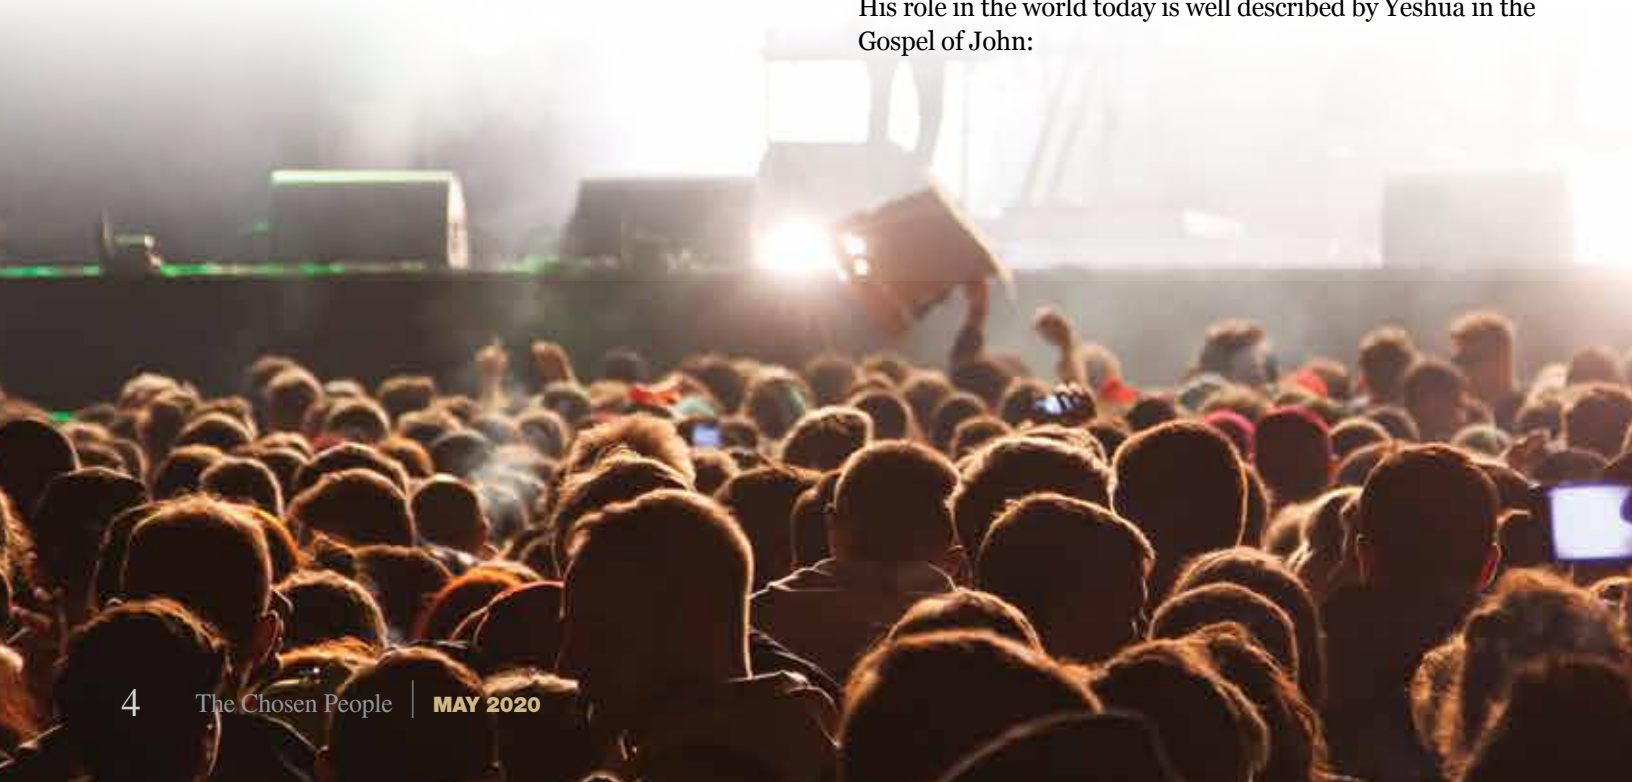 His role in the world today is well described by Yeshua in the
Gospel of John:
4 The Chosen People | MAY 2020